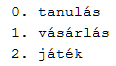 0. tanulás
1. vásárlás
2. játék